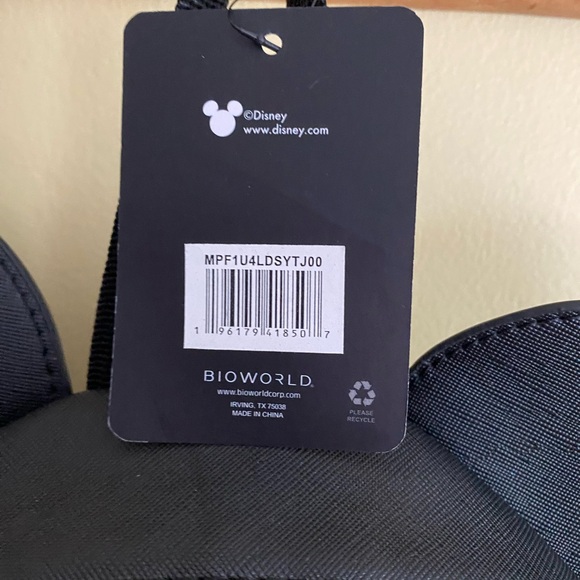 ©Disney
www.disney.com
MPF1U4LDSYTJ00
1 96179 41850 7
BIOWORLD®
www.bioworldcorp.com
IRVING, TX 75038
MADE IN CHINA
PLEASE
RECYCLE